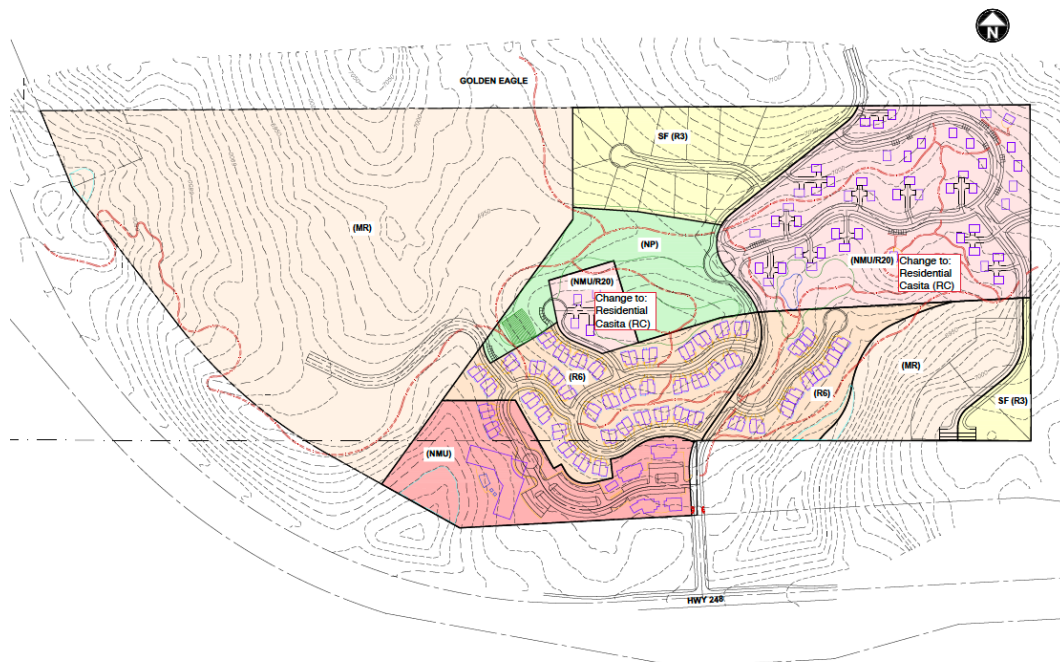 N
GOLDEN EAGLE
SF (R3)
(MR)
(NP)
(NMU/R20)
Change to:
Residential
Casita (RC)
(NMU/R20)
Change to:
Residential
Casita (RC)
(R6)
(MR)
(R6)
SF (R3)
(NMU)
HWY 248